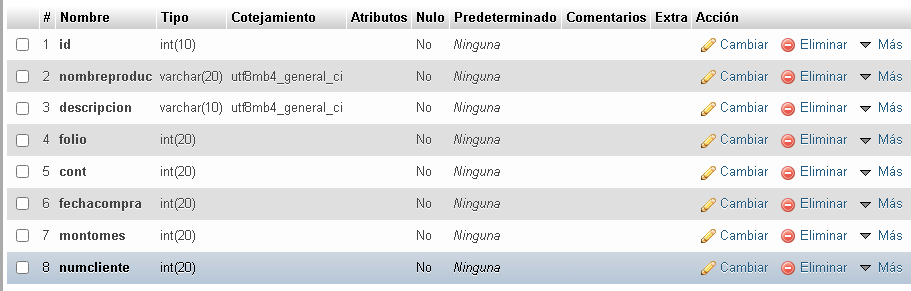 # Nombre Tipo Cotejamiento Atributos Nulo Predeterminado Comentarios Extra Acción
1 id int(10) No Ninguna Cambiar Eliminar Más
2 nombreproduc varchar(20) utf8mb4_general_ci No Ninguna Cambiar Eliminar Más
3 descripcion varchar(10) utf8mb4_general_ci No Ninguna Cambiar Eliminar Más
4 folio int(20) No Ninguna Cambiar Eliminar Más
5 cont int(20) No Ninguna Cambiar Eliminar Más
6 fechacompra int(20) No Ninguna Cambiar Eliminar Más
7 montomes int(20) No Ninguna Cambiar Eliminar Más
8 numcliente int(20) No Ninguna Cambiar Eliminar Más